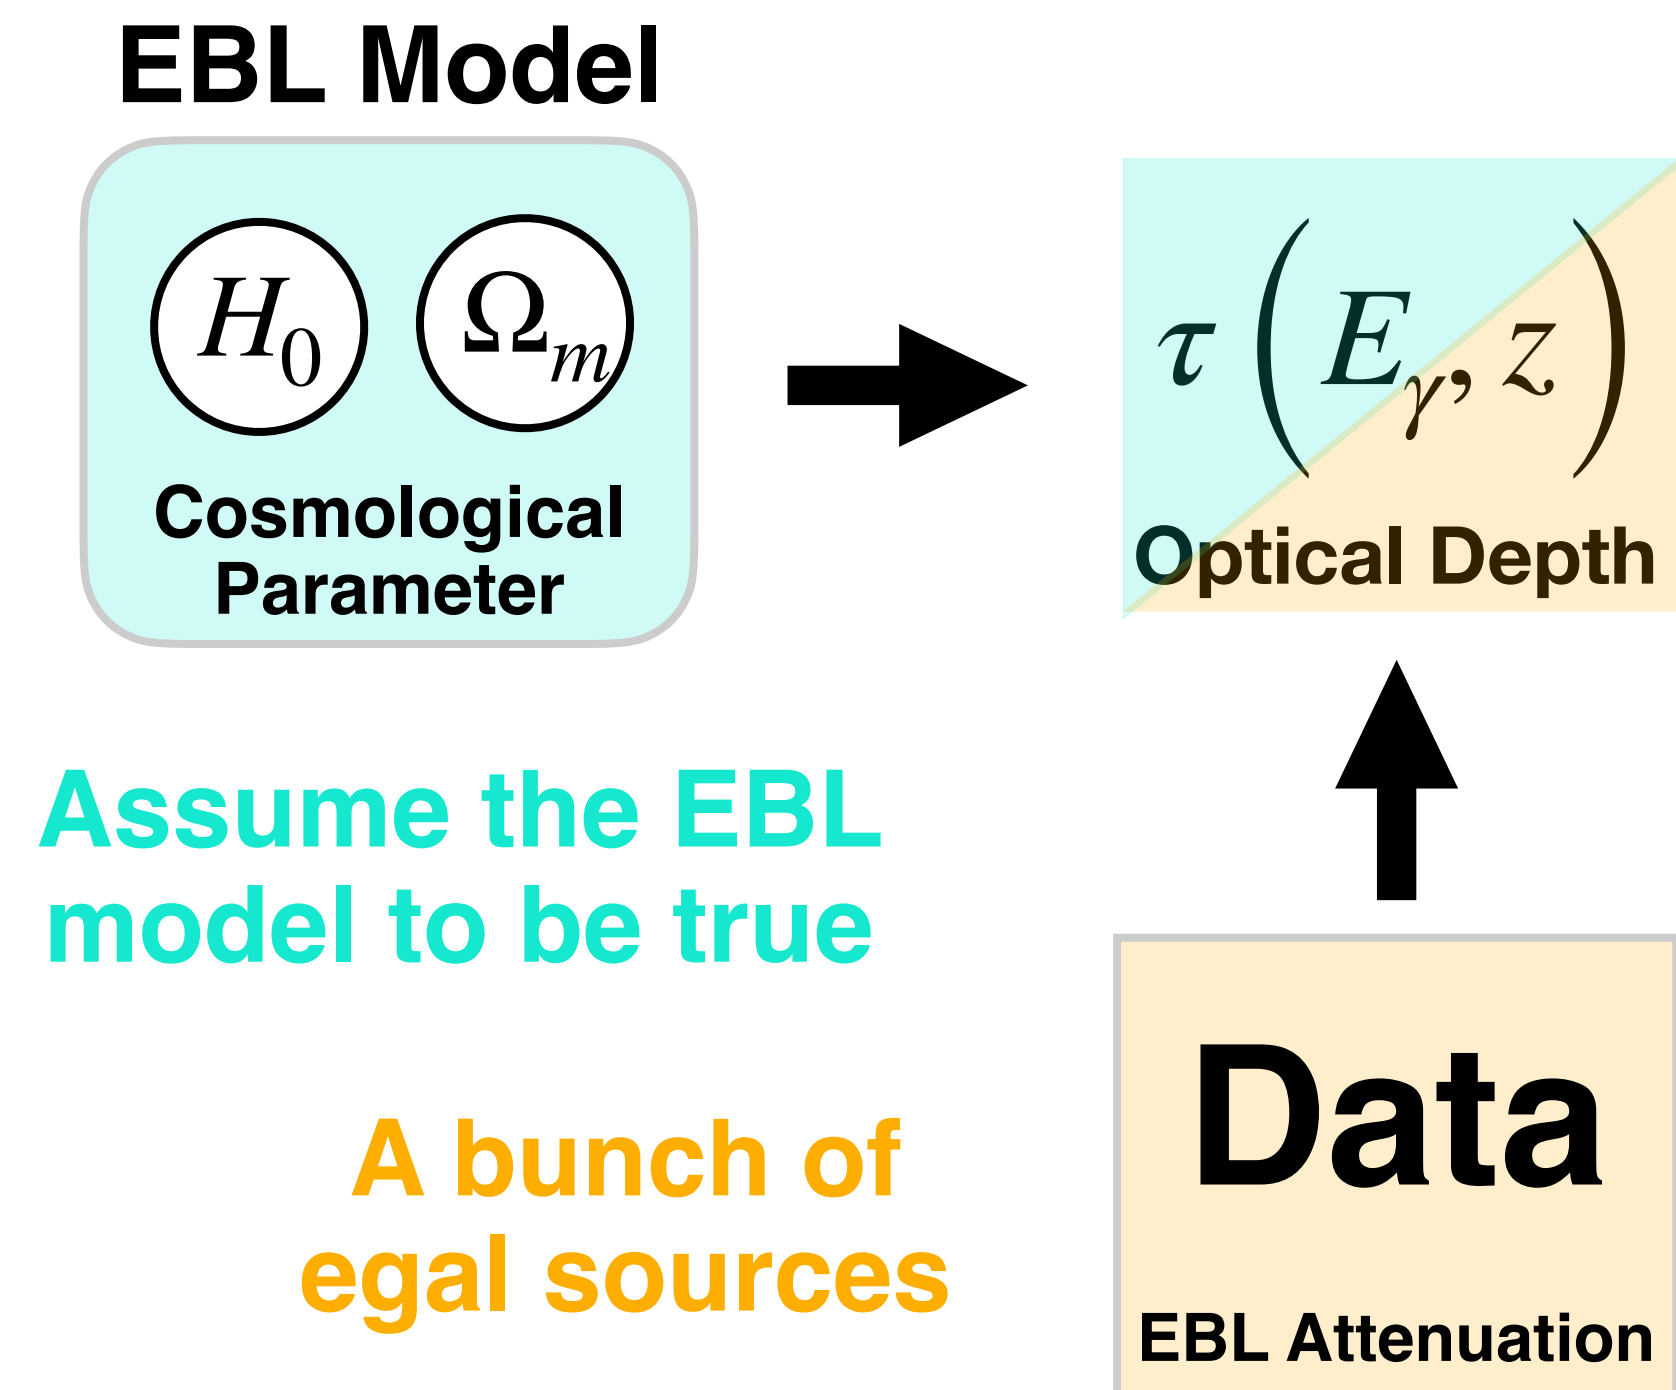 EBL Model
H₀ Ωₘ
Cosmological
Parameter
τ (E_γ, z)
Optical Depth
Assume the EBL
model to be true
A bunch of
egal sources
Data
EBL Attenuation